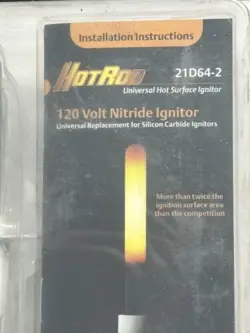 Installation Instructions
HOTROD
21D64-2
Universal Hot Surface Ignitor
120 Volt Nitride Ignitor
Universal Replacement for Silicon Carbide Ignitors
More than twice the
ignition surface area
than the competition